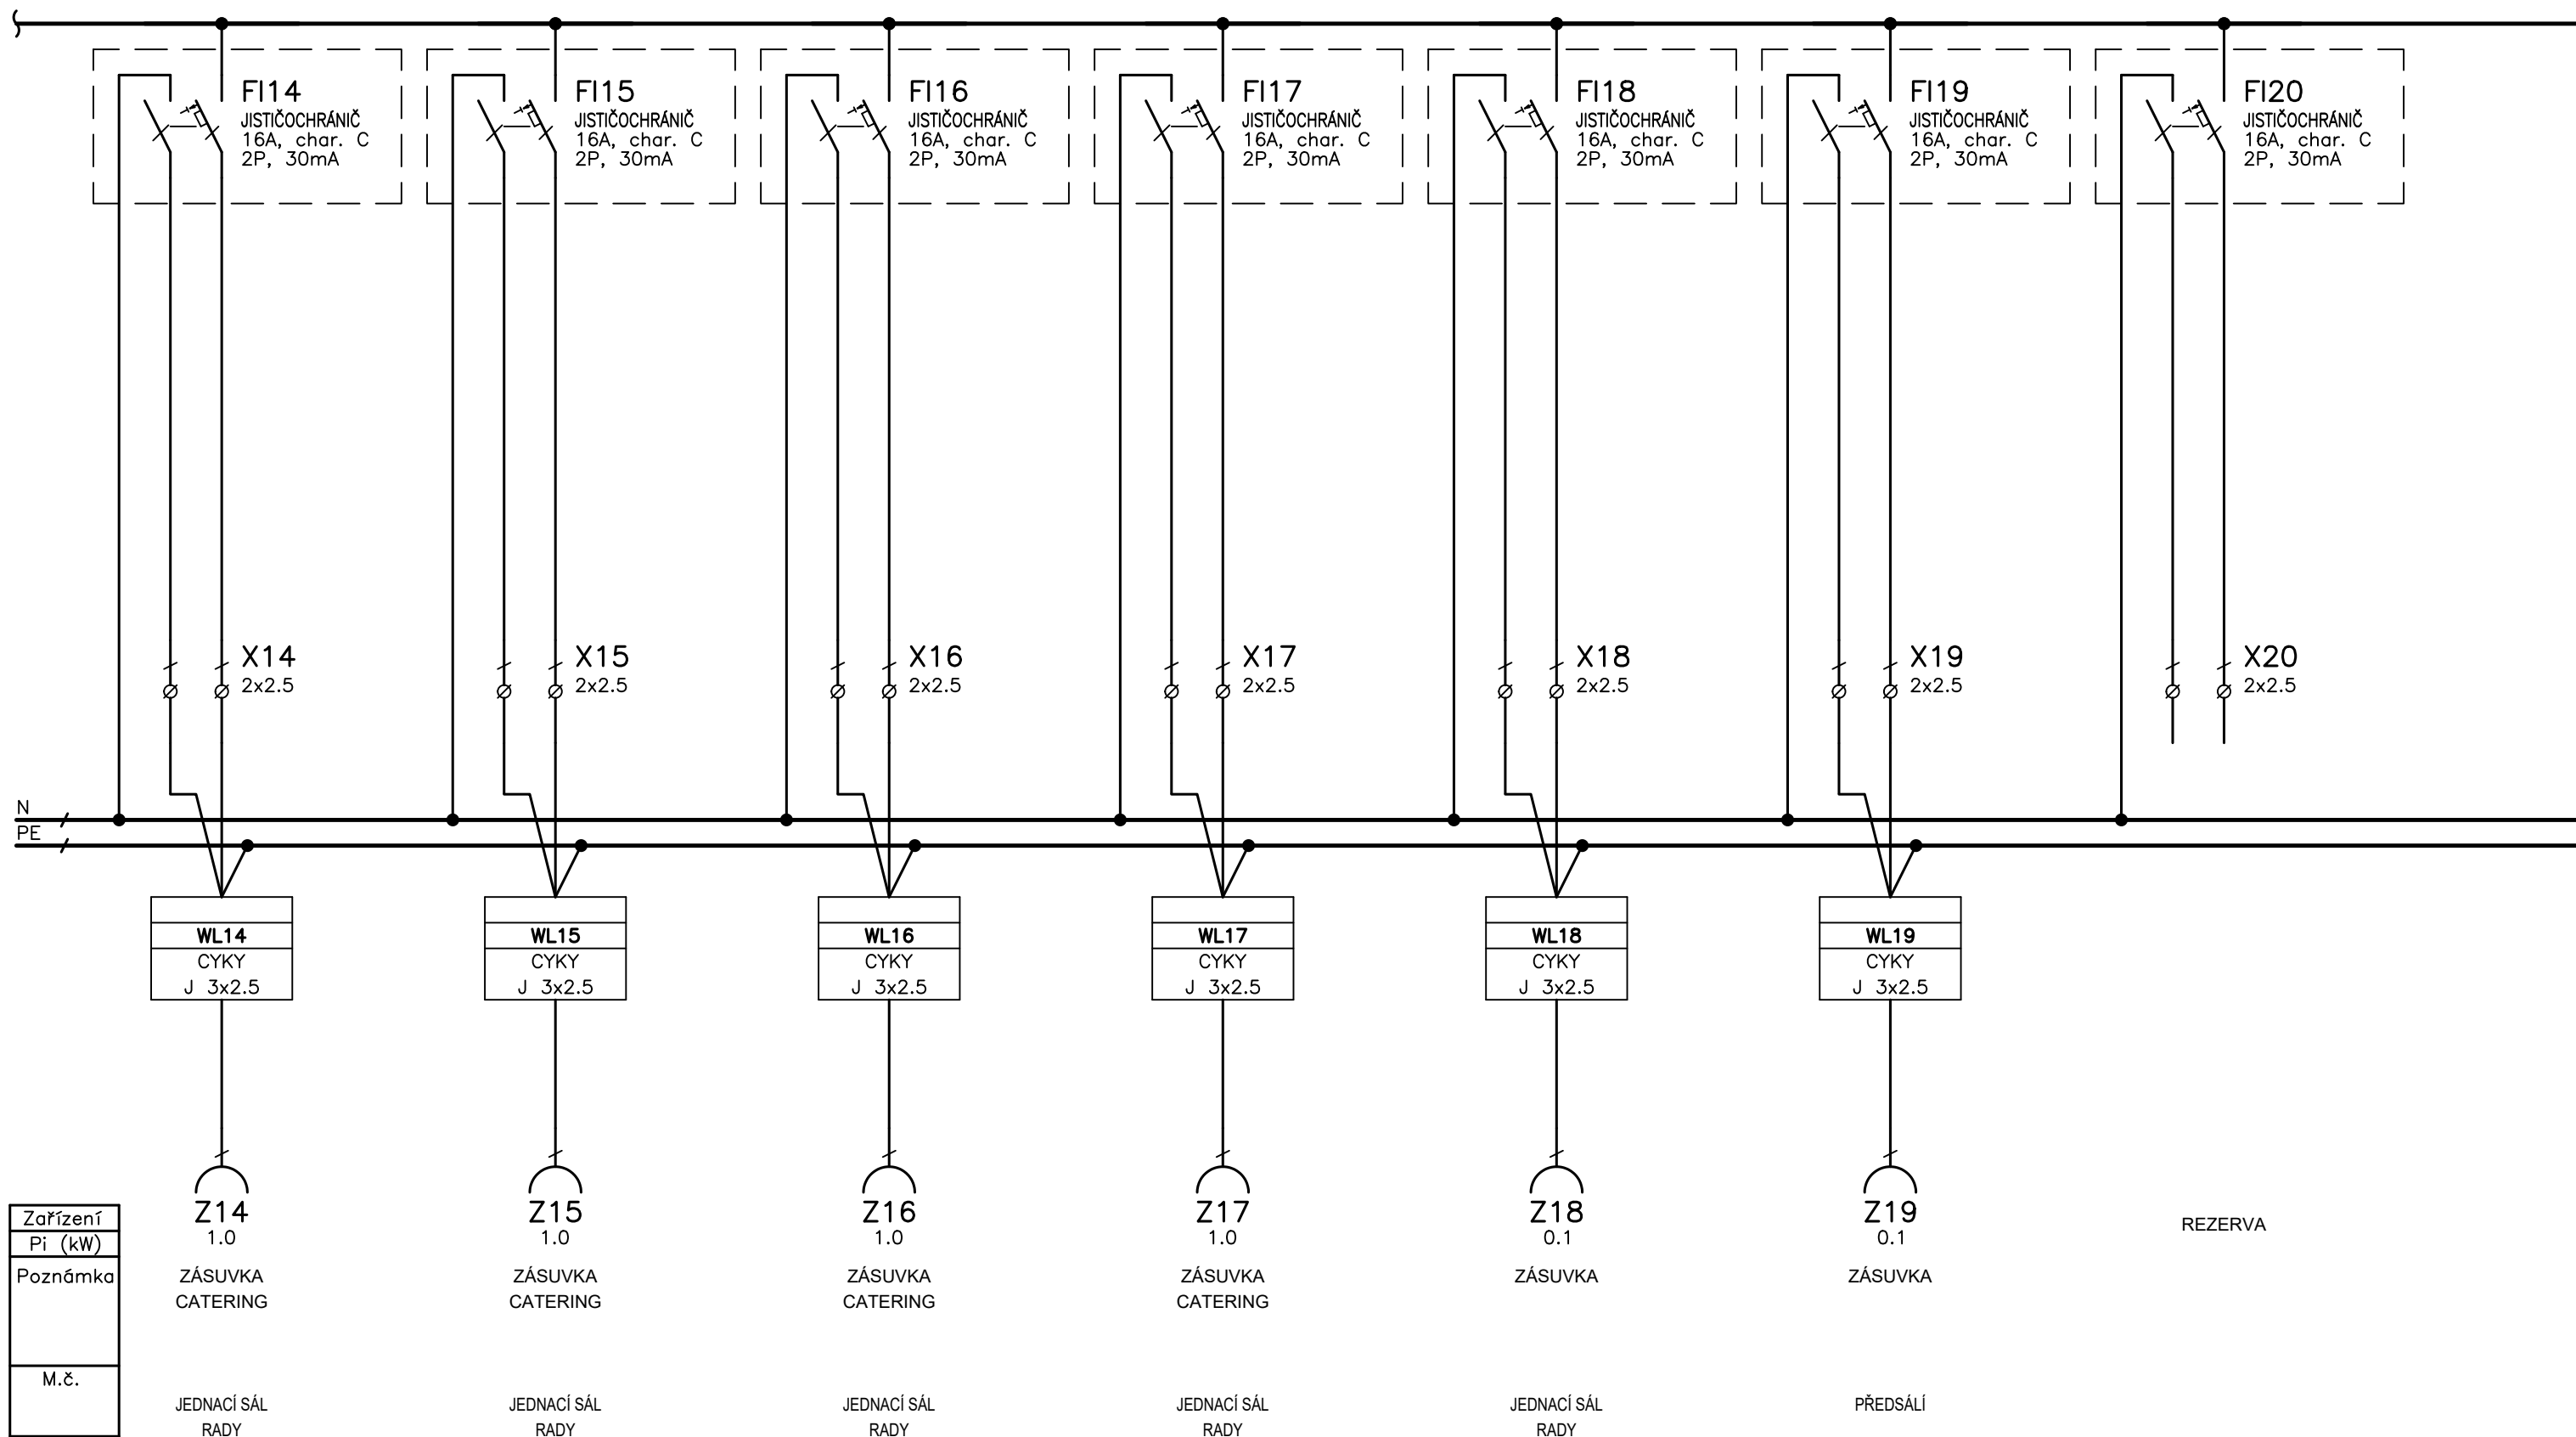 FI14
JISTIČOCHRÁNIČ
16A, char. C
2P, 30mA
FI15
JISTIČOCHRÁNIČ
16A, char. C
2P, 30mA
FI16
JISTIČOCHRÁNIČ
16A, char. C
2P, 30mA
FI17
JISTIČOCHRÁNIČ
16A, char. C
2P, 30mA
FI18
JISTIČOCHRÁNIČ
16A, char. C
2P, 30mA
FI19
JISTIČOCHRÁNIČ
16A, char. C
2P, 30mA
FI20
JISTIČOCHRÁNIČ
16A, char. C
2P, 30mA
X14
2x2.5
X15
2x2.5
X16
2x2.5
X17
2x2.5
X18
2x2.5
X19
2x2.5
X20
2x2.5
N
PE
WL14
CYKY
J 3x2.5
WL15
CYKY
J 3x2.5
WL16
CYKY
J 3x2.5
WL17
CYKY
J 3x2.5
WL18
CYKY
J 3x2.5
WL19
CYKY
J 3x2.5
Zařízení
Pi (kW)
Poznámka
M.č.
Z14
1.0
ZÁSUVKA
CATERING
JEDNACÍ SÁL
RADY
Z15
1.0
ZÁSUVKA
CATERING
JEDNACÍ SÁL
RADY
Z16
1.0
ZÁSUVKA
CATERING
JEDNACÍ SÁL
RADY
Z17
1.0
ZÁSUVKA
CATERING
JEDNACÍ SÁL
RADY
Z18
0.1
ZÁSUVKA
JEDNACÍ SÁL
RADY
Z19
0.1
ZÁSUVKA
PŘEDSÁLÍ
REZERVA